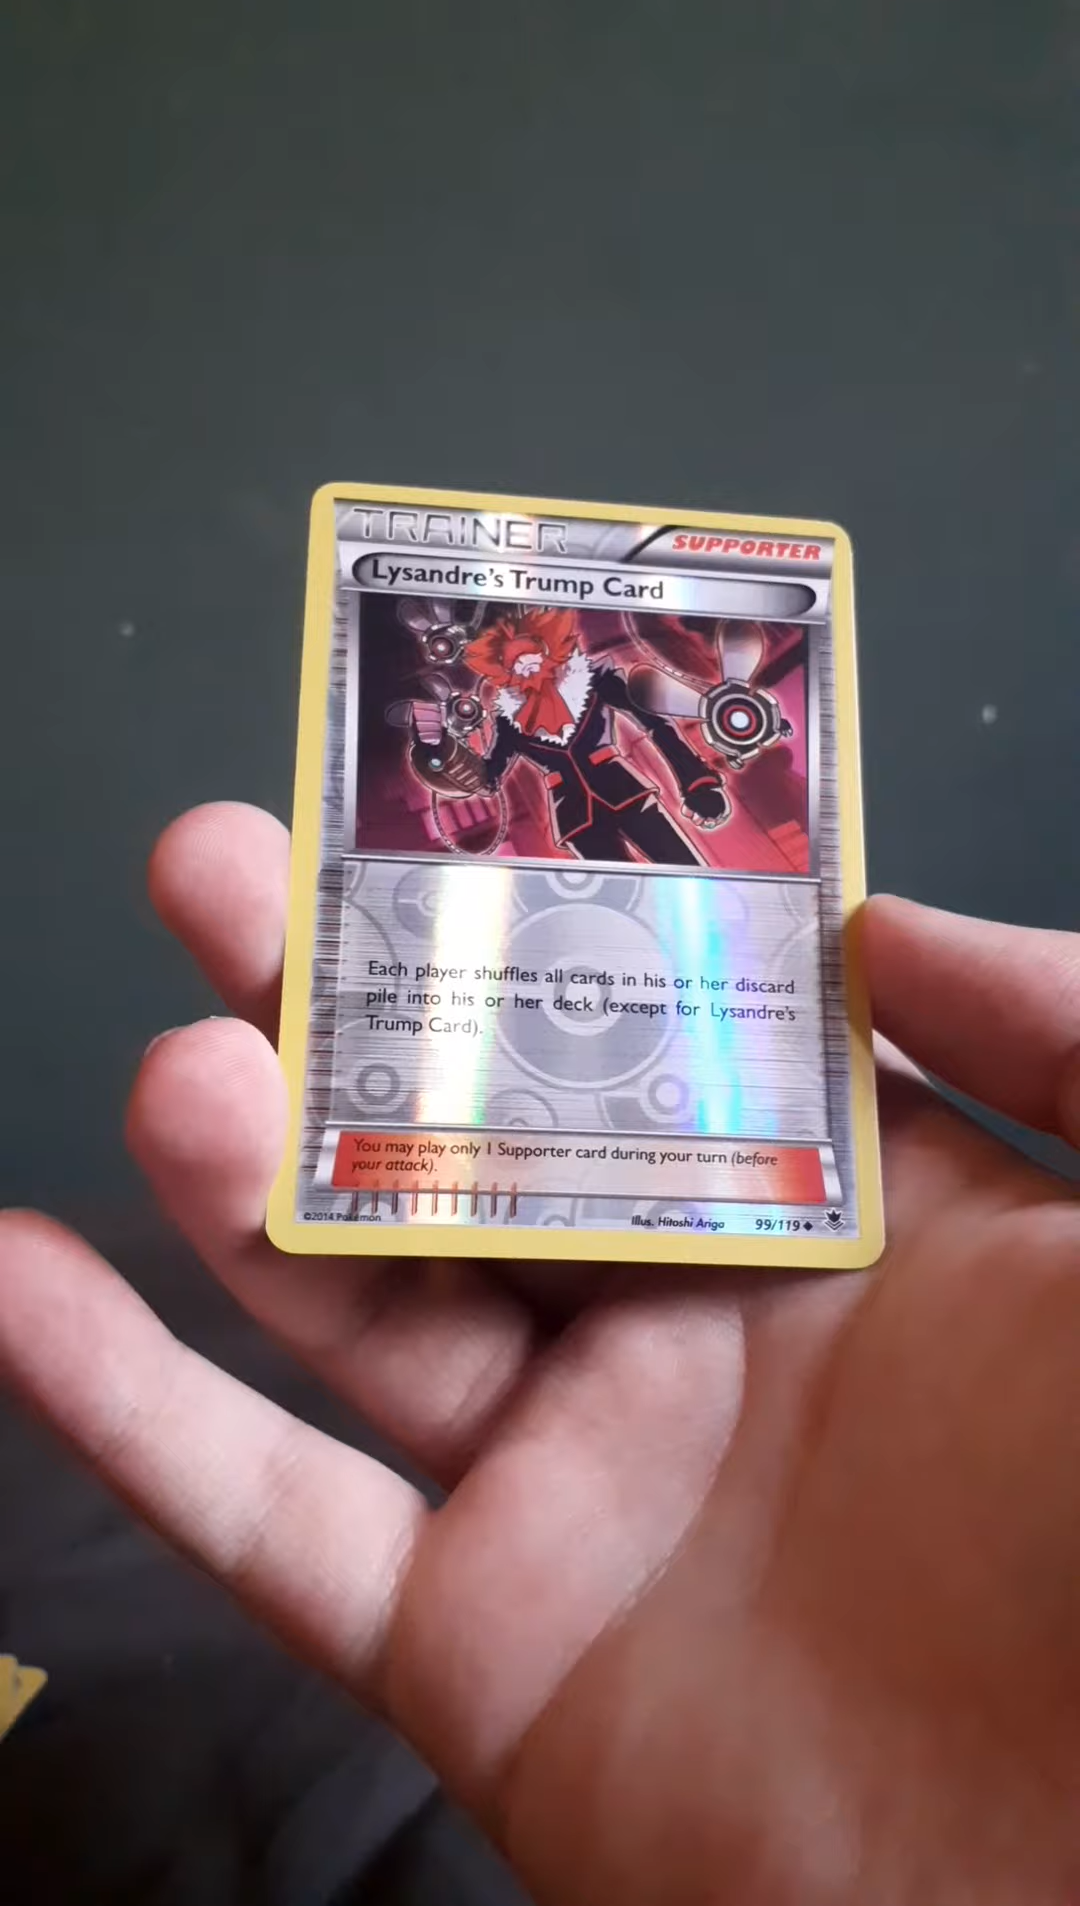 TRAINER
SUPPORTER
Lysandre's Trump Card
Each player shuffles all cards in his or her discard
pile into his or her deck (except for Lysandre's
Trump Card).
You may play only 1 Supporter card during your turn (before
your attack).
©2014 Pokémon
Illus. Hitoshi Ariga
99/119